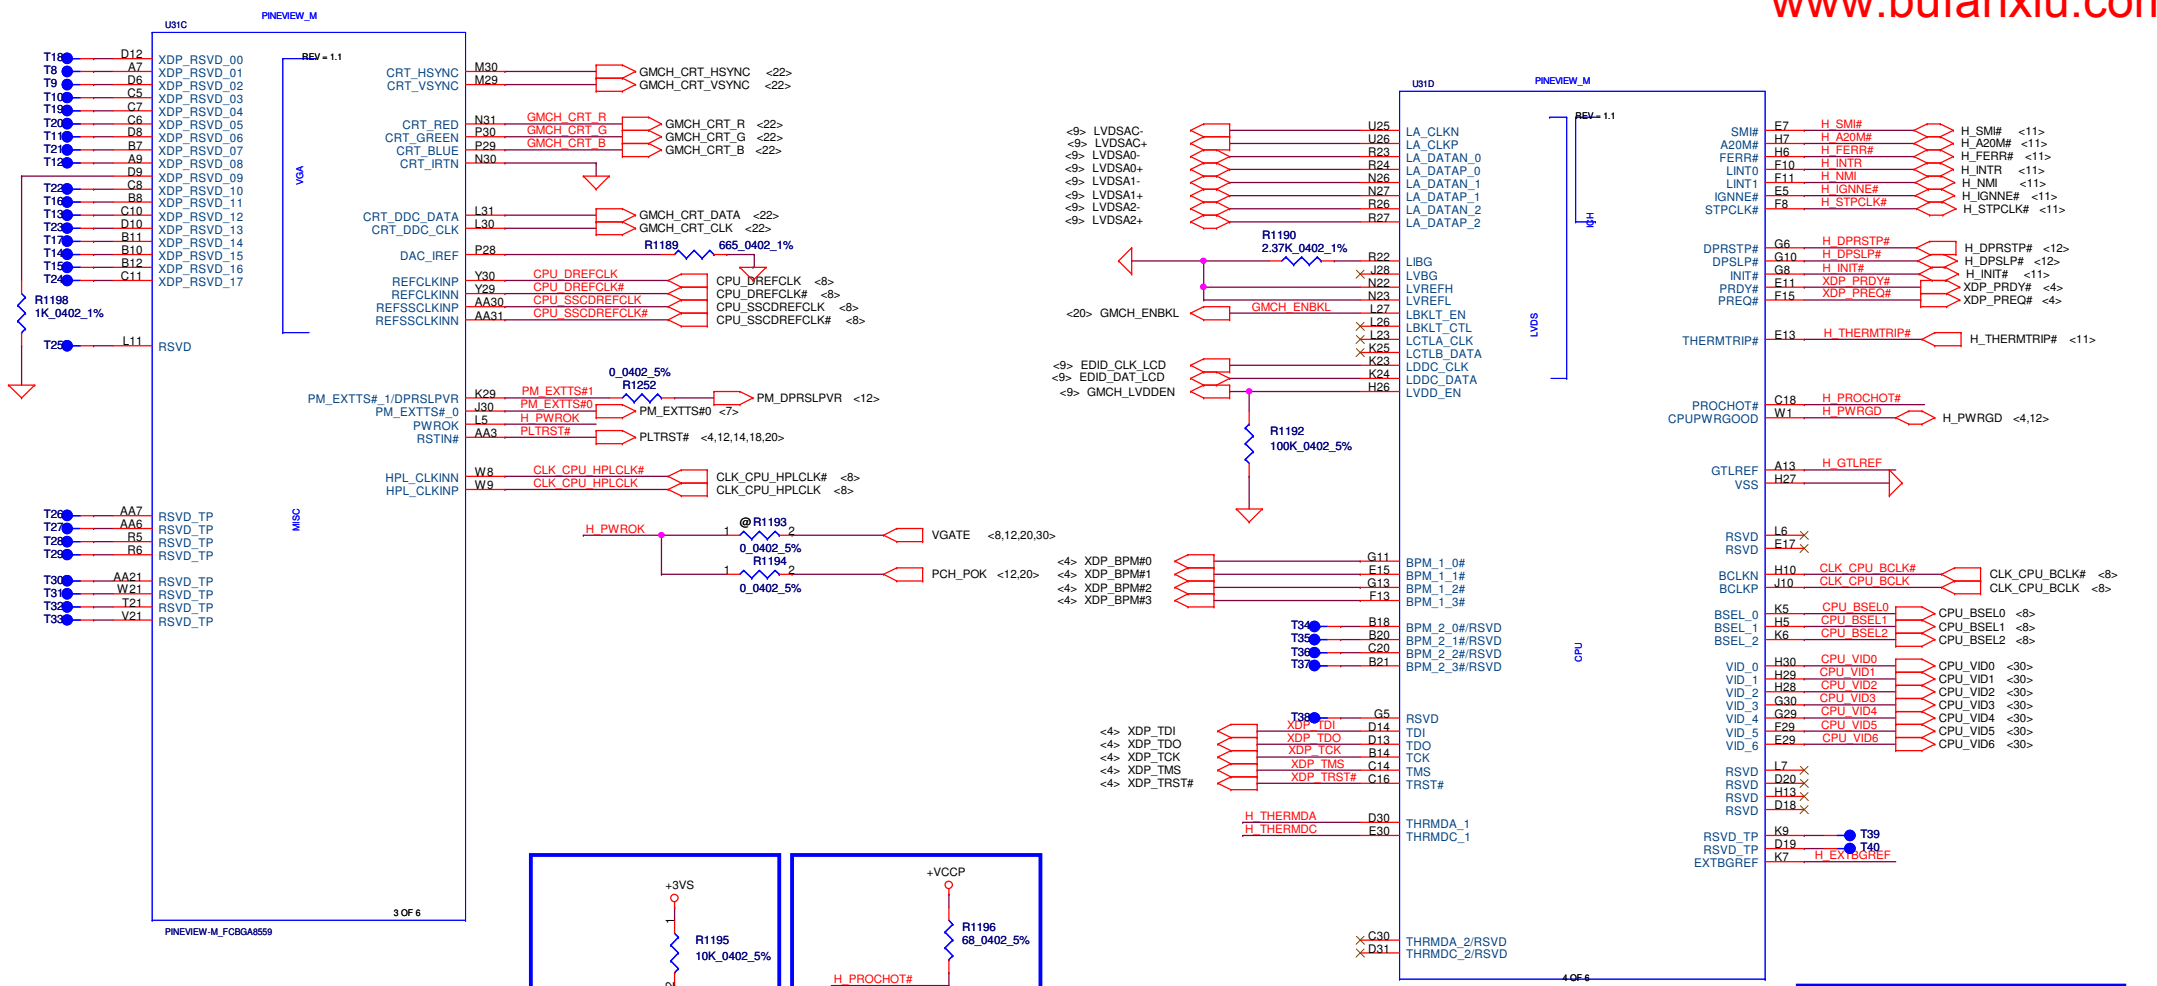 www.bufanxiu.com
PINEVIEW_M
U31C
REV = 1.1
T18 D12 XDP_RSVD_00
T8 A7 XDP_RSVD_01
T9 D6 XDP_RSVD_02
T10 C5 XDP_RSVD_03
T19 C7 XDP_RSVD_04
T20 C6 XDP_RSVD_05
T11 D8 XDP_RSVD_06
T21 B7 XDP_RSVD_07
T12 A9 XDP_RSVD_08
D9 XDP_RSVD_09
T22 C8 XDP_RSVD_10
T16 B8 XDP_RSVD_11
T13 C10 XDP_RSVD_12
T23 D10 XDP_RSVD_13
T17 B11 XDP_RSVD_14
T14 B10 XDP_RSVD_15
T15 B12 XDP_RSVD_16
T24 C11 XDP_RSVD_17
R1198
1K_0402_1%
T25 L11 RSVD
T26 AA7 RSVD_TP
T27 AA6 RSVD_TP
T28 R5 RSVD_TP
T29 R6 RSVD_TP
T30 AA21 RSVD_TP
T31 W21 RSVD_TP
T32 T21 RSVD_TP
T33 V21 RSVD_TP
VGA
MISC
CRT_HSYNC M30 GMCH_CRT_HSYNC <22>
CRT_VSYNC M29 GMCH_CRT_VSYNC <22>
CRT_RED N31 GMCH_CRT_R GMCH_CRT_R <22>
CRT_GREEN P30 GMCH_CRT_G GMCH_CRT_G <22>
CRT_BLUE P29 GMCH_CRT_B GMCH_CRT_B <22>
CRT_IRTN N30
CRT_DDC_DATA L31 GMCH_CRT_DATA <22>
CRT_DDC_CLK L30 GMCH_CRT_CLK <22>
DAC_IREF P28 R1189 665_0402_1%
REFCLKINP Y30 CPU_DREFCLK CPU_DREFCLK <8>
REFCLKINN Y29 CPU_DREFCLK# CPU_DREFCLK# <8>
REFSSCLKINP AA30 CPU_SSCDREFCLK CPU_SSCDREFCLK <8>
REFSSCLKINN AA31 CPU_SSCDREFCLK# CPU_SSCDREFCLK# <8>
0_0402_5%
R1252
PM_EXTTS#_1/DPRSLPVR K29 PM_EXTTS#1 PM_DPRSLPVR <12>
PM_EXTTS#_0 J30 PM_EXTTS#0 PM_EXTTS#0 <7>
PWROK L5 H_PWROK
RSTIN# AA3 PLTRST# PLTRST# <4,12,14,18,20>
HPL_CLKINN W8 CLK_CPU_HPLCLK# CLK_CPU_HPLCLK# <8>
HPL_CLKINP W9 CLK_CPU_HPLCLK CLK_CPU_HPLCLK <8>
@ R1193
H_PWROK 1 2 VGATE <8,12,20,30>
0_0402_5%
R1194
1 2 PCH_POK <12,20>
0_0402_5%
3 OF 6
PINEVIEW-M_FCBGA8559
+3VS
1
R1195
10K_0402_5%
2
+VCCP
R1196
68_0402_5%
H_PROCHOT#
PINEVIEW_M
U31D
REV = 1.1
<9> LVDSAC- U25 LA_CLKN
<9> LVDSAC+ U26 LA_CLKP
<9> LVDSA0- R23 LA_DATAN_0
<9> LVDSA0+ R24 LA_DATAP_0
<9> LVDSA1- N26 LA_DATAN_1
<9> LVDSA1+ N27 LA_DATAP_1
<9> LVDSA2- R26 LA_DATAN_2
<9> LVDSA2+ R27 LA_DATAP_2
R1190
2.37K_0402_1%
R22 LIBG
J28 LVBG
N22 LVREFH
N23 LVREFL
<20> GMCH_ENBKL GMCH_ENBKL L27 LBKLT_EN
L26 LBKLT_CTL
L23 LCTLA_CLK
K25 LCTLB_DATA
<9> EDID_CLK_LCD K23 LDDC_CLK
<9> EDID_DAT_LCD K24 LDDC_DATA
<9> GMCH_LVDDEN H26 LVDD_EN
R1192
100K_0402_5%
<4> XDP_BPM#0 G11 BPM_1_0#
<4> XDP_BPM#1 E15 BPM_1_1#
<4> XDP_BPM#2 G13 BPM_1_2#
<4> XDP_BPM#3 F13 BPM_1_3#
T34 B18 BPM_2_0#/RSVD
T35 B20 BPM_2_1#/RSVD
T36 C20 BPM_2_2#/RSVD
T37 B21 BPM_2_3#/RSVD
T38 G5 RSVD
<4> XDP_TDI XDP_TDI D14 TDI
<4> XDP_TDO XDP_TDO D13 TDO
<4> XDP_TCK XDP_TCK B14 TCK
<4> XDP_TMS XDP_TMS C14 TMS
<4> XDP_TRST# XDP_TRST# C16 TRST#
H_THERMDA D30 THRMDA_1
H_THERMDC E30 THRMDC_1
C30 THRMDA_2/RSVD
D31 THRMDC_2/RSVD
LVDS
ICH
CPU
SMI# E7 H_SMI# H_SMI# <11>
A20M# H7 H_A20M# H_A20M# <11>
FERR# H6 H_FERR# H_FERR# <11>
LINT0 F10 H_INTR H_INTR <11>
LINT1 F11 H_NMI H_NMI <11>
IGNNE# E5 H_IGNNE# H_IGNNE# <11>
STPCLK# F8 H_STPCLK# H_STPCLK# <11>
DPRSTP# G6 H_DPRSTP# H_DPRSTP# <12>
DPSLP# G10 H_DPSLP# H_DPSLP# <12>
INIT# G8 H_INIT# H_INIT# <11>
PRDY# E11 XDP_PRDY# XDP_PRDY# <4>
PREQ# F15 XDP_PREQ# XDP_PREQ# <4>
THERMTRIP# E13 H_THERMTRIP# H_THERMTRIP# <11>
PROCHOT# C18 H_PROCHOT#
CPUPWRGOOD W1 H_PWRGD H_PWRGD <4,12>
GTLREF A13 H_GTLREF
VSS H27
RSVD L6
RSVD E17
BCLKN H10 CLK_CPU_BCLK# CLK_CPU_BCLK# <8>
BCLKP J10 CLK_CPU_BCLK CLK_CPU_BCLK <8>
BSEL_0 K5 CPU_BSEL0 CPU_BSEL0 <8>
BSEL_1 H5 CPU_BSEL1 CPU_BSEL1 <8>
BSEL_2 K6 CPU_BSEL2 CPU_BSEL2 <8>
VID_0 H30 CPU_VID0 CPU_VID0 <30>
VID_1 H29 CPU_VID1 CPU_VID1 <30>
VID_2 H28 CPU_VID2 CPU_VID2 <30>
VID_3 G30 CPU_VID3 CPU_VID3 <30>
VID_4 G29 CPU_VID4 CPU_VID4 <30>
VID_5 F29 CPU_VID5 CPU_VID5 <30>
VID_6 E29 CPU_VID6 CPU_VID6 <30>
RSVD L7
RSVD D20
RSVD H13
RSVD D18
RSVD_TP K9 T39
RSVD_TP D19 T40
EXTBGREF K7 H_EXTBGREF
4 OF 6